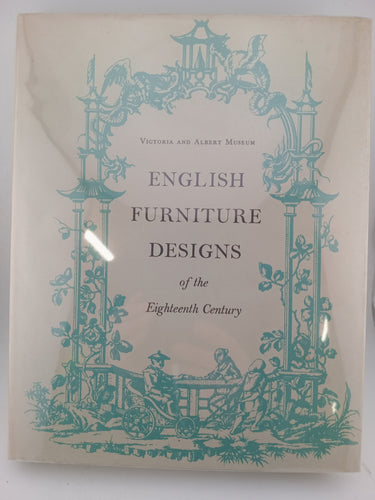 Victoria and Albert Museum
ENGLISH
FURNITURE
DESIGNS
of the
Eighteenth Century